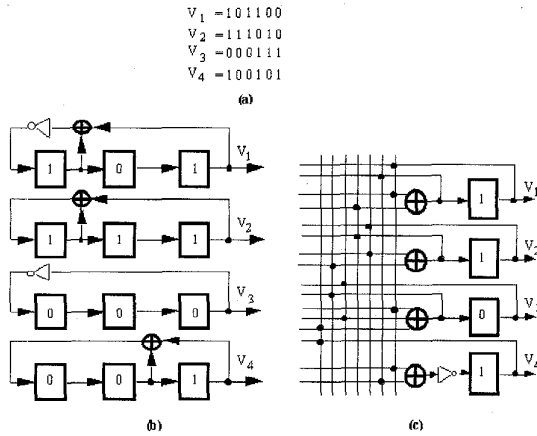 V1 =101100
V2 =111010
V3 =000111
V4 =100101
(a)
1 0 1 V1
1 1 1 V2
0 0 0 V3
0 0 1 V4
(b)
1 V1
1 V2
0 V3
1 V4
(c)